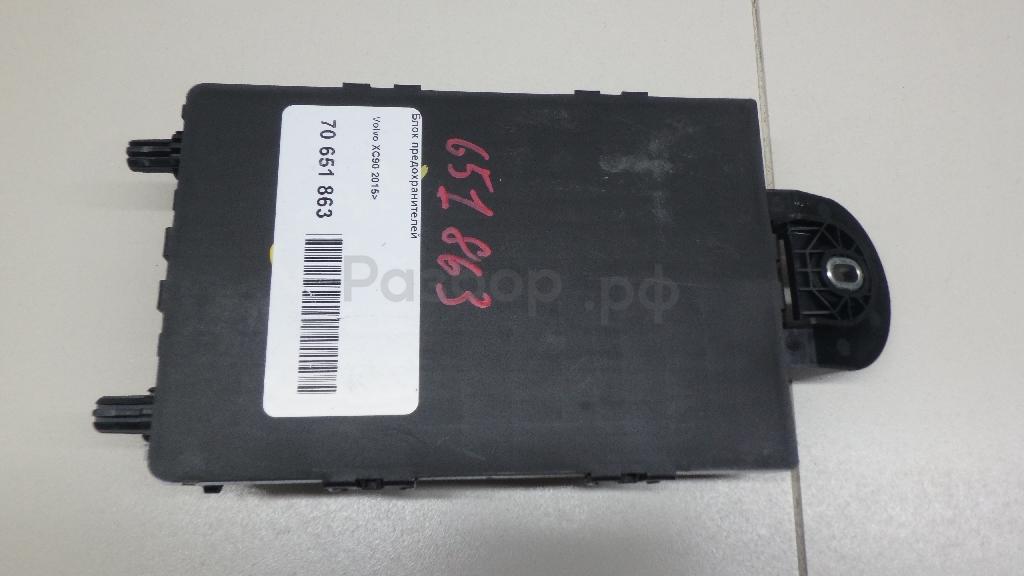 Блок предохранителей
Volvo XC90 2015>
70 651 863
651 863
Разбор.рф